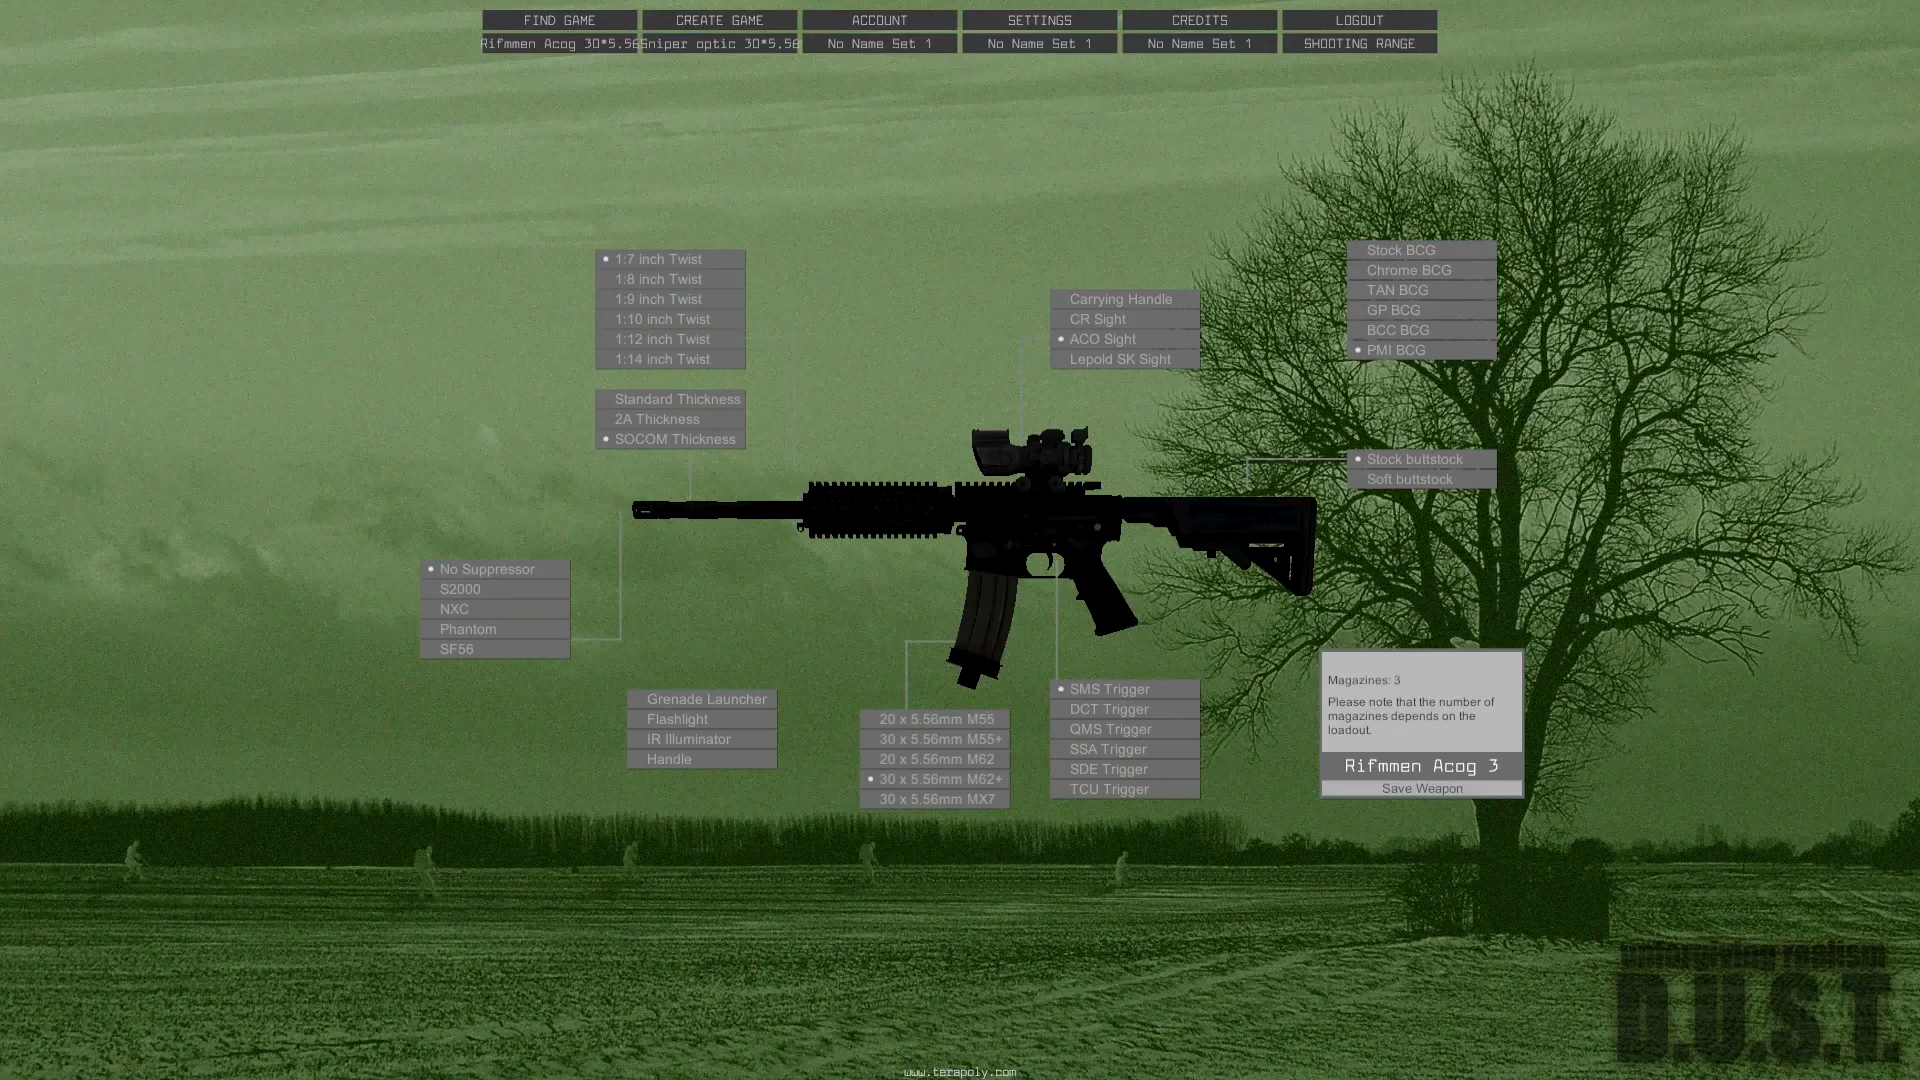 FIND GAME
CREATE GAME
ACCOUNT
SETTINGS
CREDITS
LOGOUT
Rifmmen Acog 30*5.56
Sniper optic 30*5.56
No Name Set 1
No Name Set 1
No Name Set 1
SHOOTING RANGE
1:7 inch Twist
1:8 inch Twist
1:9 inch Twist
1:10 inch Twist
1:12 inch Twist
1:14 inch Twist
Standard Thickness
2A Thickness
SOCOM Thickness
Carrying Handle
CR Sight
ACO Sight
Lepold SK Sight
Stock BCG
Chrome BCG
TAN BCG
GP BCG
BCC BCG
PMI BCG
Stock buttstock
Soft buttstock
No Suppressor
S2000
NXC
Phantom
SF56
Grenade Launcher
Flashlight
IR Illuminator
Handle
20 x 5.56mm M55
30 x 5.56mm M55+
20 x 5.56mm M62
30 x 5.56mm M62+
30 x 5.56mm MX7
SMS Trigger
DCT Trigger
QMS Trigger
SSA Trigger
SDE Trigger
TCU Trigger
Magazines: 3
Please note that the number of
magazines depends on the
loadout.
Rifmmen Acog 3
Save Weapon
unforgiving realism
D.U.S.T.
www.terapoly.com